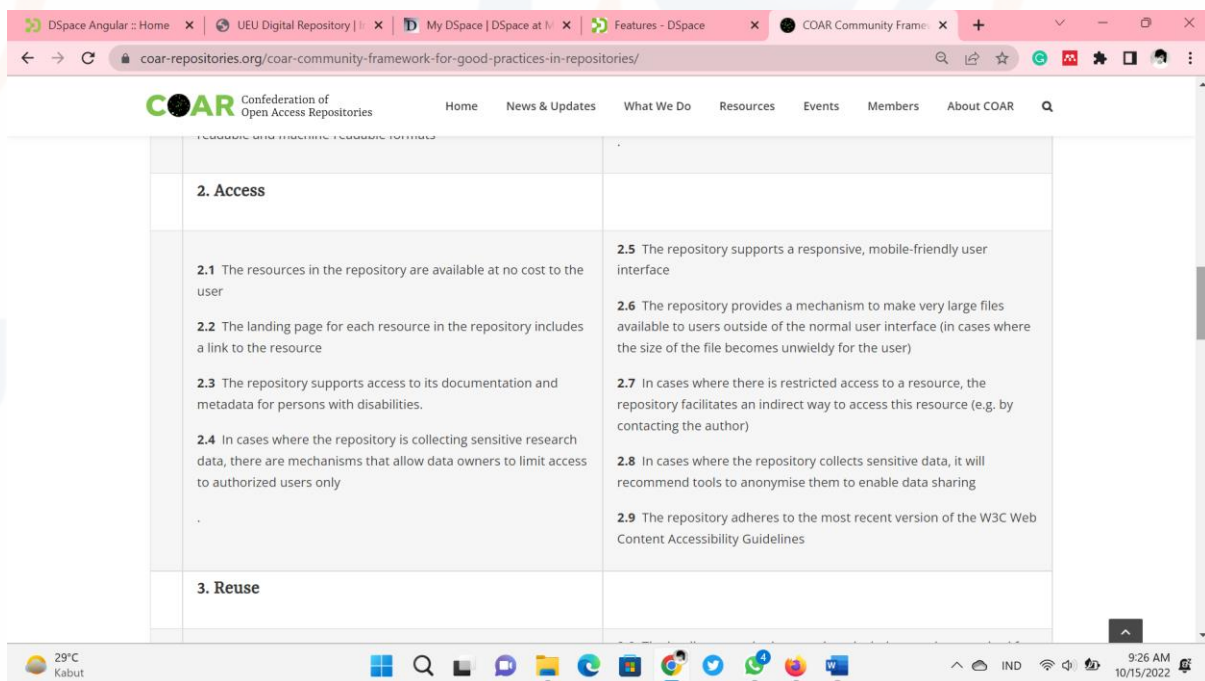 DSpace Angular :: Home
UEU Digital Repository | I
My DSpace | DSpace at M
Features - DSpace
COAR Community Frame
coar-repositories.org/coar-community-framework-for-good-practices-in-repositories/
COAR Confederation of
Open Access Repositories
Home News & Updates What We Do Resources Events Members About COAR
readable and machine readable formats
.
2. Access
2.1 The resources in the repository are available at no cost to the
user
2.2 The landing page for each resource in the repository includes
a link to the resource
2.3 The repository supports access to its documentation and
metadata for persons with disabilities.
2.4 In cases where the repository is collecting sensitive research
data, there are mechanisms that allow data owners to limit access
to authorized users only
.
2.5 The repository supports a responsive, mobile-friendly user
interface
2.6 The repository provides a mechanism to make very large files
available to users outside of the normal user interface (in cases where
the size of the file becomes unwieldy for the user)
2.7 In cases where there is restricted access to a resource, the
repository facilitates an indirect way to access this resource (e.g. by
contacting the author)
2.8 In cases where the repository collects sensitive data, it will
recommend tools to anonymise them to enable data sharing
2.9 The repository adheres to the most recent version of the W3C Web
Content Accessibility Guidelines
3. Reuse
29°C
Kabut
4
IND
9:26 AM
10/15/2022